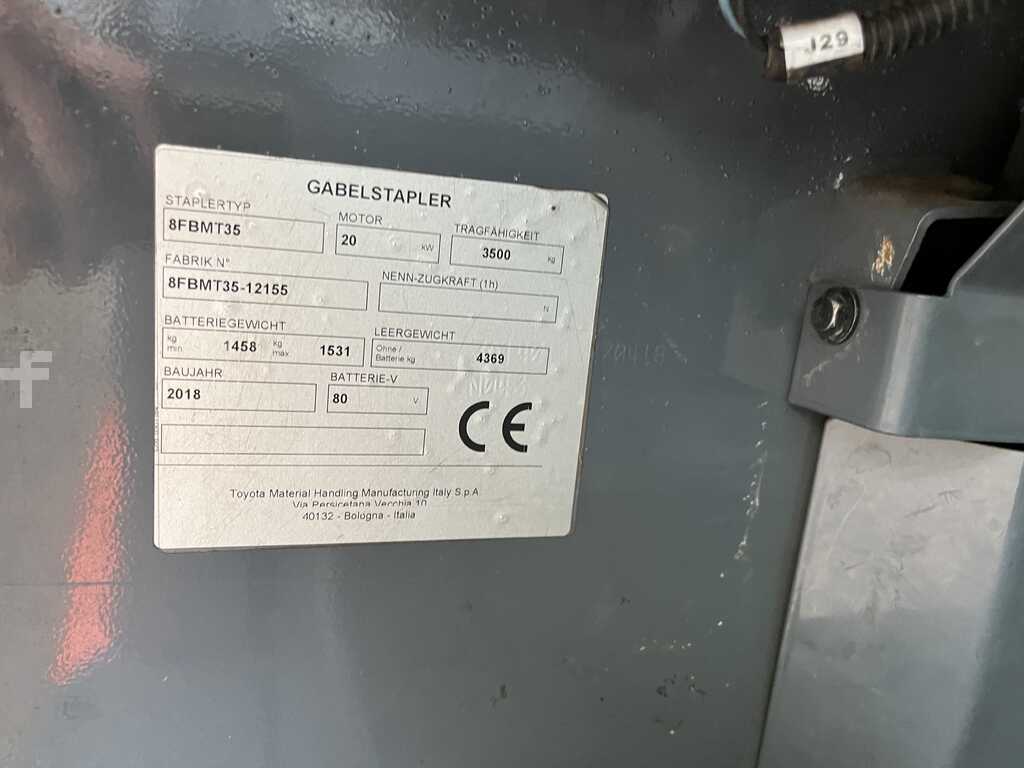 J29
GABELSTAPLER
STAPLERTYP
8FBMT35
MOTOR
20 kW
TRAGFÄHIGKEIT
3500 kg
FABRIK N°
8FBMT35-12155
NENN-ZUGKRAFT (1h)
N
BATTERIEGEWICHT
kg min 1458 kg max 1531
LEERGEWICHT
Ohne / Batterie kg 4369
BAUJAHR
2018
BATTERIE-V
80 V
CE
Toyota Material Handling Manufacturing Italy S.p.A
Via Persicetana Vecchia 10
40132 - Bologna - Italia
f